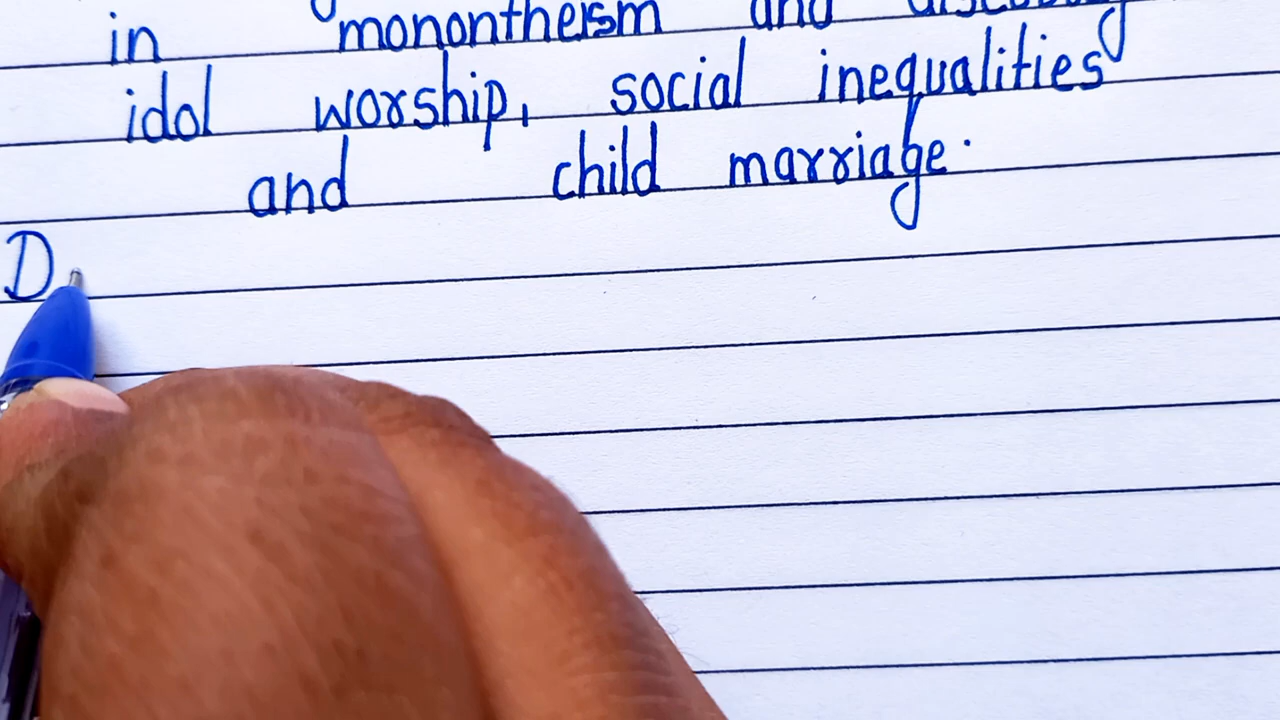 in monontheism and
idol worship, social inequalities
and child marriage.
D